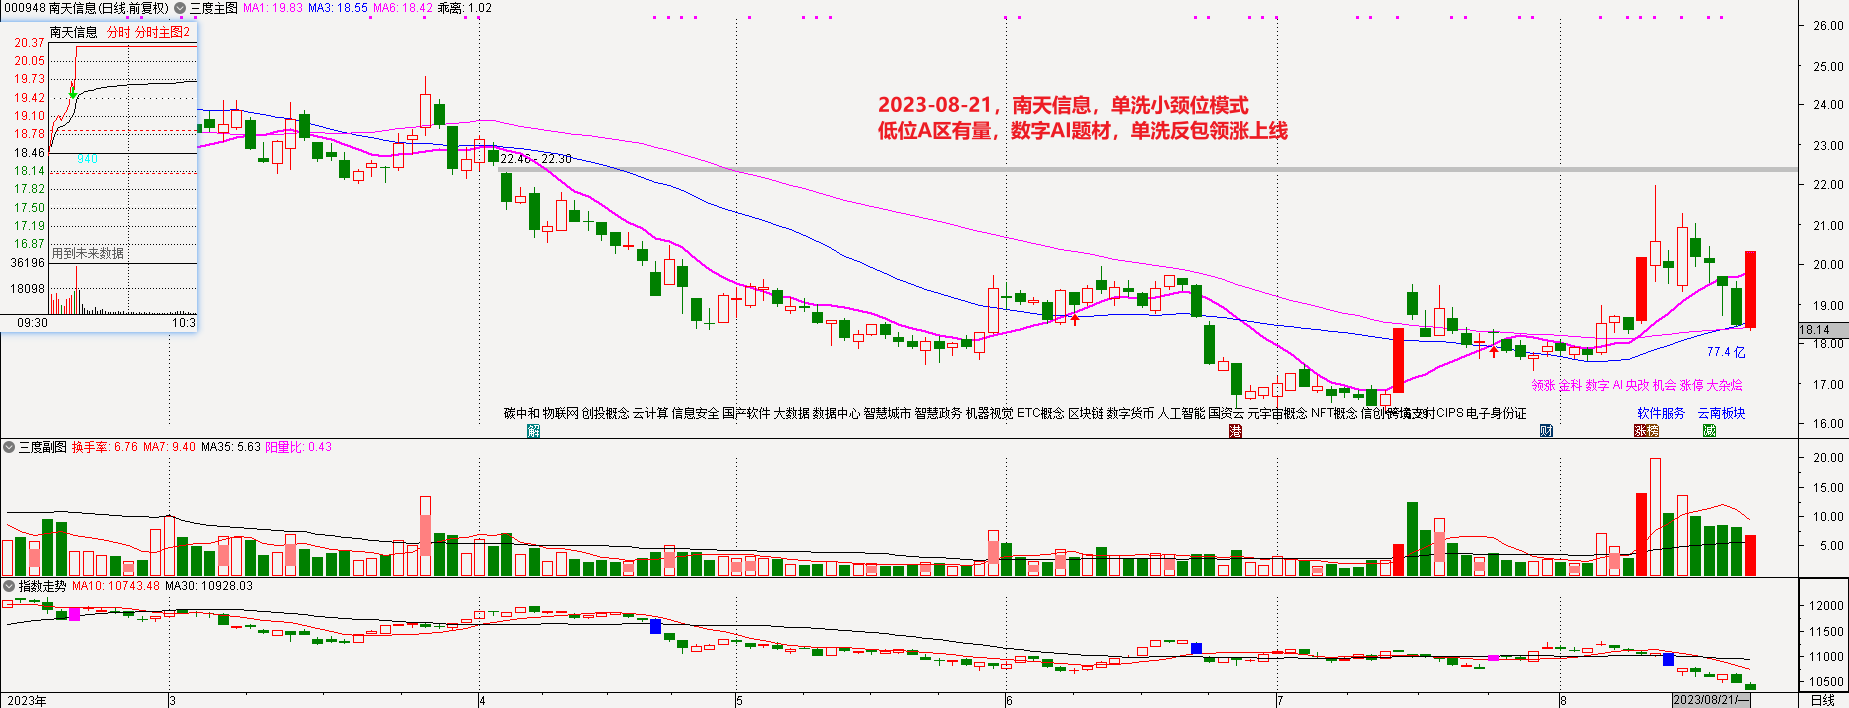 000948 南天信息(日线.前复权) 三度主图 MA1: 19.83 MA3: 18.55 MA6: 18.42 乖离: 1.02
南天信息 分时 分时主图2
20.37
20.05
19.73
19.42
19.10
18.78
18.46
18.14
17.82
17.50
17.19
16.87
940
用到未来数据
36196
18098
09:30 10:3
2023-08-21，南天信息，单洗小颈位模式
低位A区有量，数字AI题材，单洗反包领涨上线
22.46 - 22.30
26.00
25.00
24.00
23.00
22.00
21.00
20.00
19.00
18.14
18.00
17.00
16.00
77.4 亿
领涨 金科 数字 AI 央改 机会 涨停 大杂烩
碳中和 物联网 创投概念 云计算 信息安全 国产软件 大数据 数据中心 智慧城市 智慧政务 机器视觉 ETC概念 区块链 数字货币 人工智能 国资云 元宇宙概念 NFT概念 信创 跨境支付CIPS 电子身份证
软件服务 云南板块
解 港 财 涨 榜 减
三度副图 换手率: 6.76 MA7: 9.40 MA35: 5.63 阳量比: 0.43
20.00
15.00
10.00
5.00
指数走势 MA10: 10743.48 MA30: 10928.03
12000
11500
11000
10500
2023年 3 4 5 6 7 8 2023/08/21/一 日线